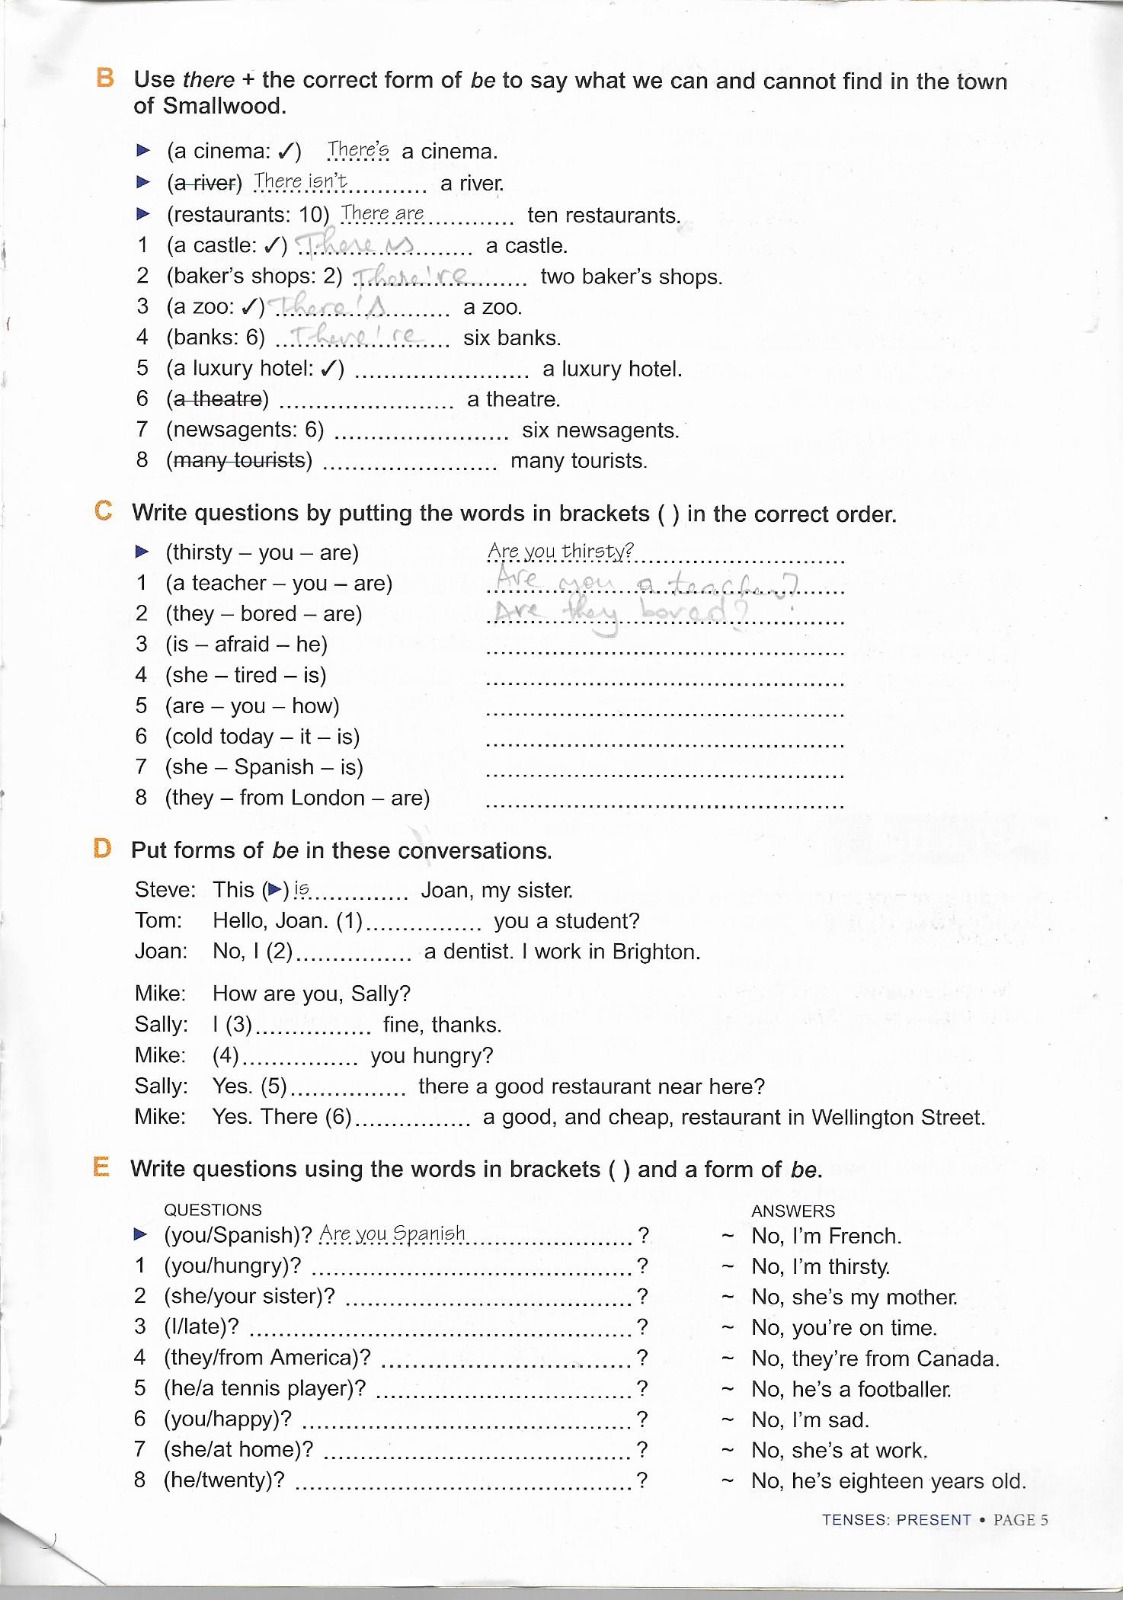 B Use there + the correct form of be to say what we can and cannot find in the town
of Smallwood.
► (a cinema: ✓) There's a cinema.
► (a river) There isn't ............ a river.
► (restaurants: 10) There are ............ ten restaurants.
1 (a castle: ✓) There is ........ a castle.
2 (baker's shops: 2) There're ........ two baker's shops.
3 (a zoo: ✓) There's ........ a zoo.
4 (banks: 6) There're .... six banks.
5 (a luxury hotel: ✓) ........................ a luxury hotel.
6 (a theatre) ........................ a theatre.
7 (newsagents: 6) ........................ six newsagents.
8 (many tourists) ........................ many tourists.
C Write questions by putting the words in brackets ( ) in the correct order.
► (thirsty – you – are) Are you thirsty?
1 (a teacher – you – are) Are you a teacher?
2 (they – bored – are) Are they bored?
3 (is – afraid – he) ........................
4 (she – tired – is) ........................
5 (are – you – how) ........................
6 (cold today – it – is) ........................
7 (she – Spanish – is) ........................
8 (they – from London – are) ........................
D Put forms of be in these conversations.
Steve: This (►) is.............. Joan, my sister.
Tom: Hello, Joan. (1)................ you a student?
Joan: No, I (2)................ a dentist. I work in Brighton.
Mike: How are you, Sally?
Sally: I (3)................ fine, thanks.
Mike: (4)................ you hungry?
Sally: Yes. (5)................ there a good restaurant near here?
Mike: Yes. There (6)................ a good, and cheap, restaurant in Wellington Street.
E Write questions using the words in brackets ( ) and a form of be.
QUESTIONS ANSWERS
► (you/Spanish)? Are you Spanish........................? ~ No, I'm French.
1 (you/hungry)? ........................? ~ No, I'm thirsty.
2 (she/your sister)? ........................? ~ No, she's my mother.
3 (I/late)? ........................? ~ No, you're on time.
4 (they/from America)? ........................? ~ No, they're from Canada.
5 (he/a tennis player)? ........................? ~ No, he's a footballer.
6 (you/happy)? ........................? ~ No, I'm sad.
7 (she/at home)? ........................? ~ No, she's at work.
8 (he/twenty)? ........................? ~ No, he's eighteen years old.
TENSES: PRESENT • PAGE 5